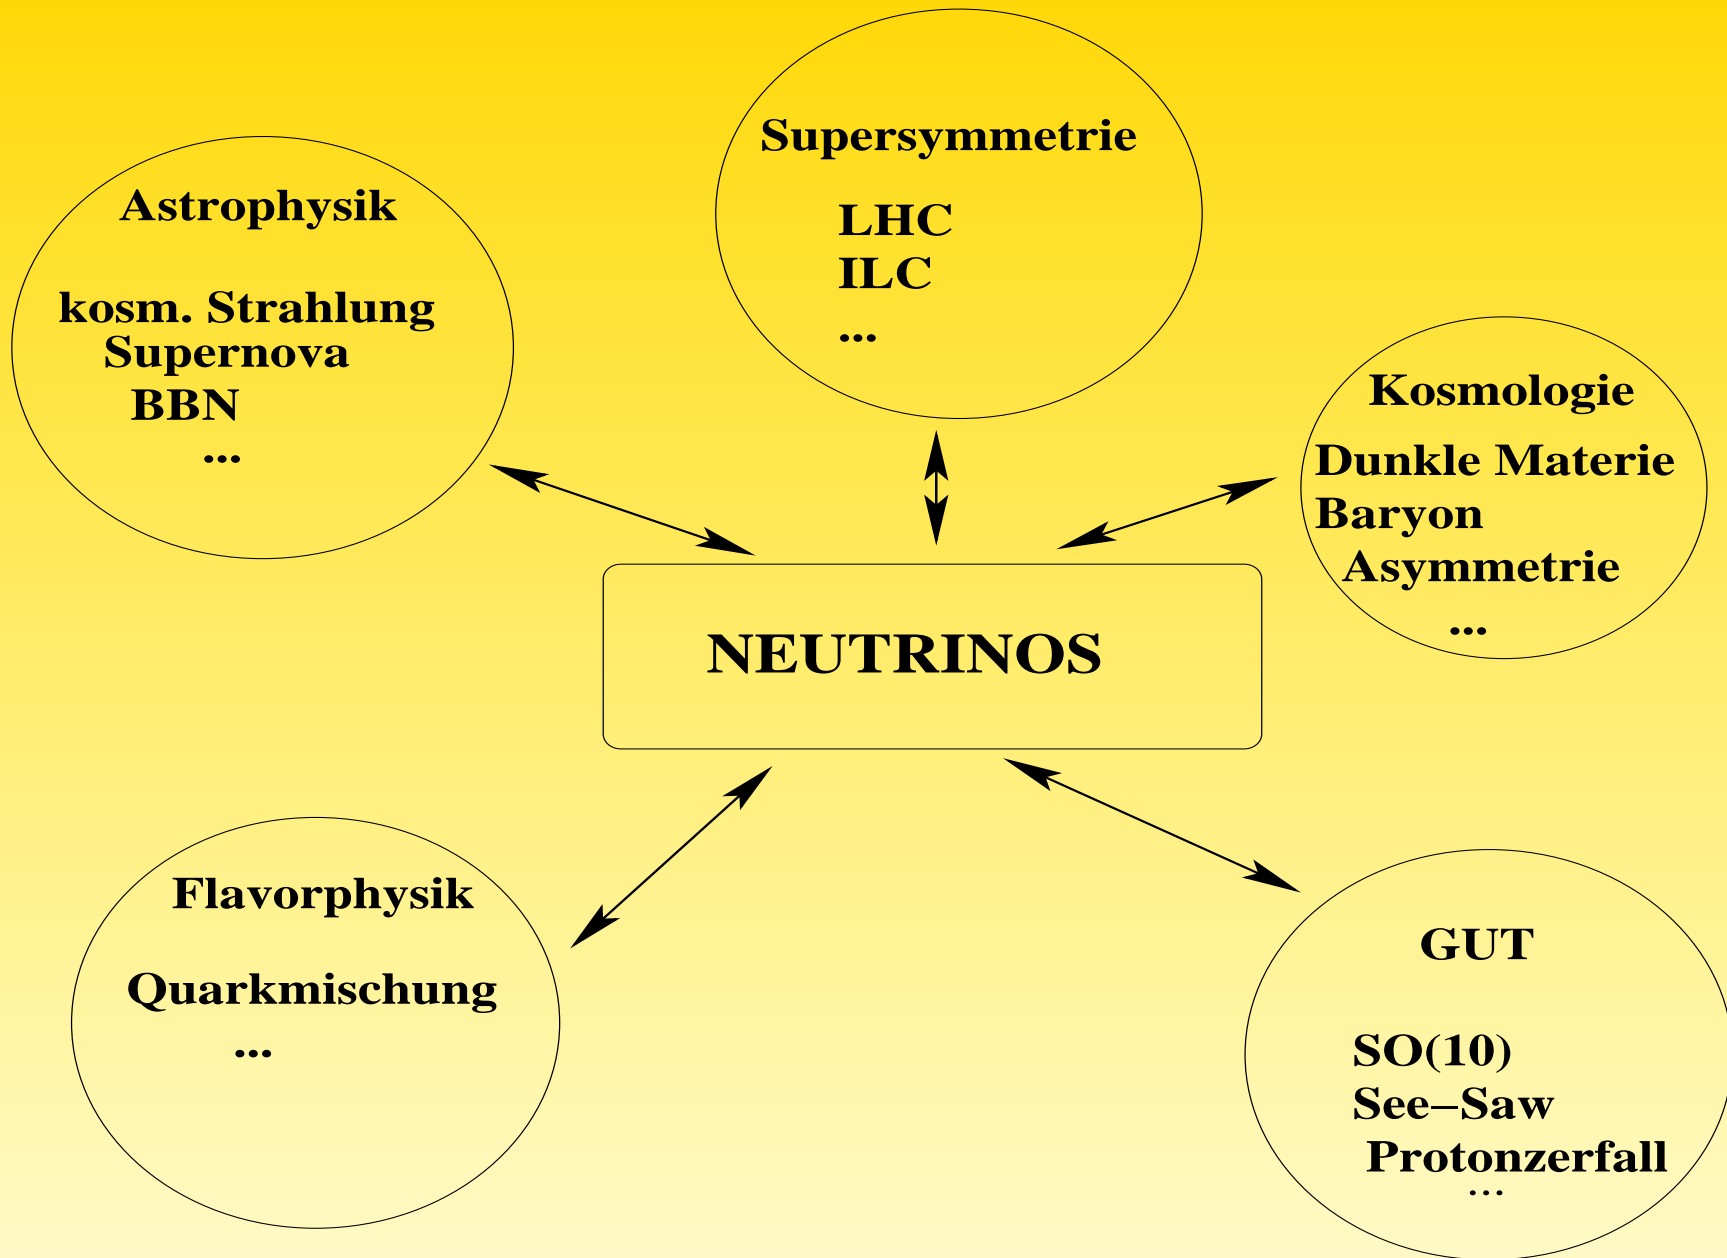 Supersymmetrie
LHC
ILC
...
Astrophysik
kosm. Strahlung
Supernova
BBN
...
Kosmologie
Dunkle Materie
Baryon
Asymmetrie
...
NEUTRINOS
Flavorphysik
Quarkmischung
...
GUT
SO(10)
See–Saw
Protonzerfall
...